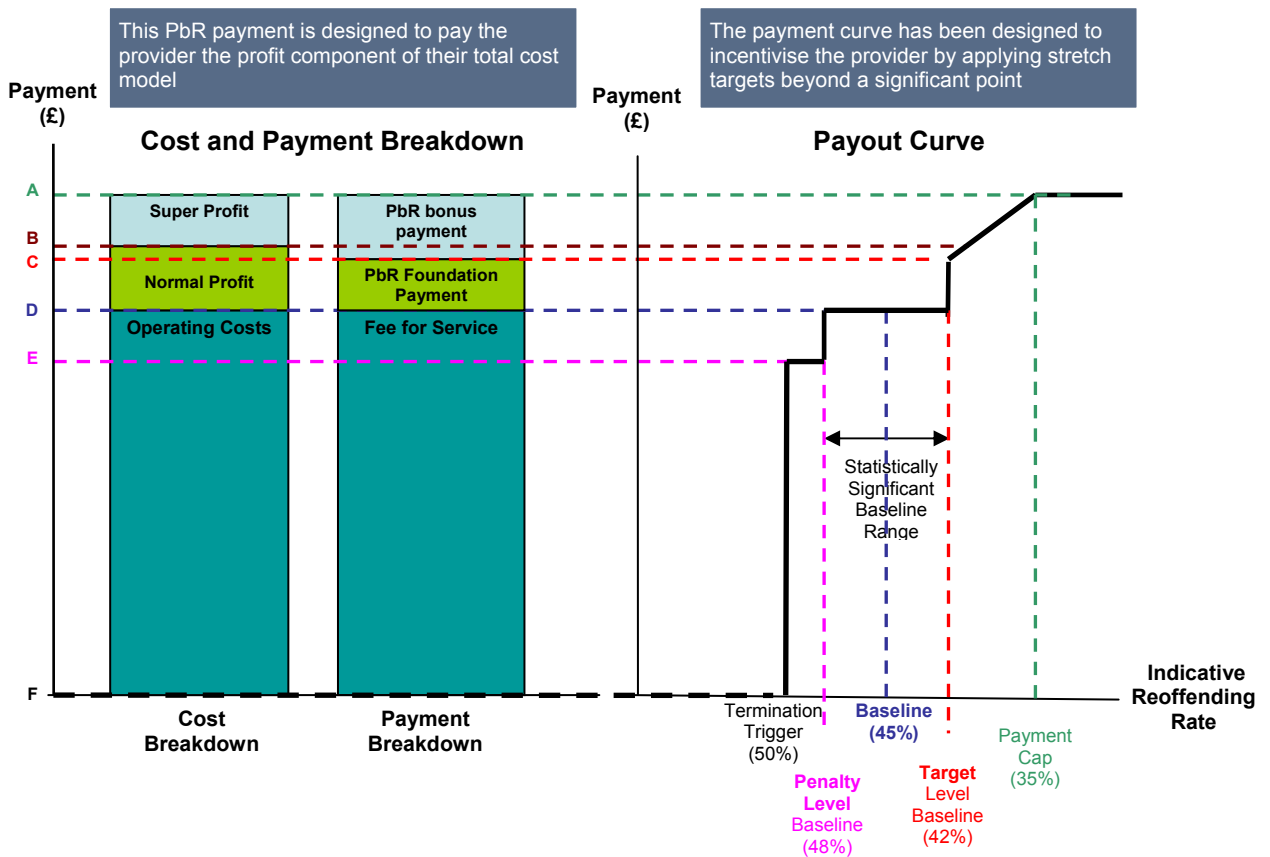 This PbR payment is designed to pay the
provider the profit component of their total cost
model
The payment curve has been designed to
incentivise the provider by applying stretch
targets beyond a significant point
Payment
(£)
Cost and Payment Breakdown
Payment
(£)
Payout Curve
A
B
C
D
E
F
Super Profit
Normal Profit
Operating Costs
PbR bonus
payment
PbR Foundation
Payment
Fee for Service
Cost
Breakdown
Payment
Breakdown
Statistically
Significant
Baseline
Range
Termination
Trigger
(50%)
Penalty
Level
Baseline
(48%)
Baseline
(45%)
Target
Level
Baseline
(42%)
Payment
Cap
(35%)
Indicative
Reoffending
Rate